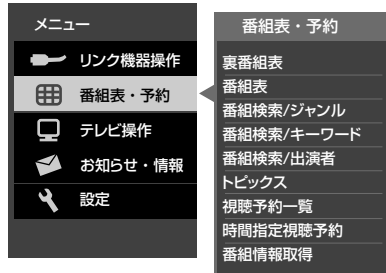 メニュー
リンク機器操作
番組表・予約
テレビ操作
お知らせ・情報
設定
番組表・予約
裏番組表
番組表
番組検索/ジャンル
番組検索/キーワード
番組検索/出演者
トピックス
視聴予約一覧
時間指定視聴予約
番組情報取得